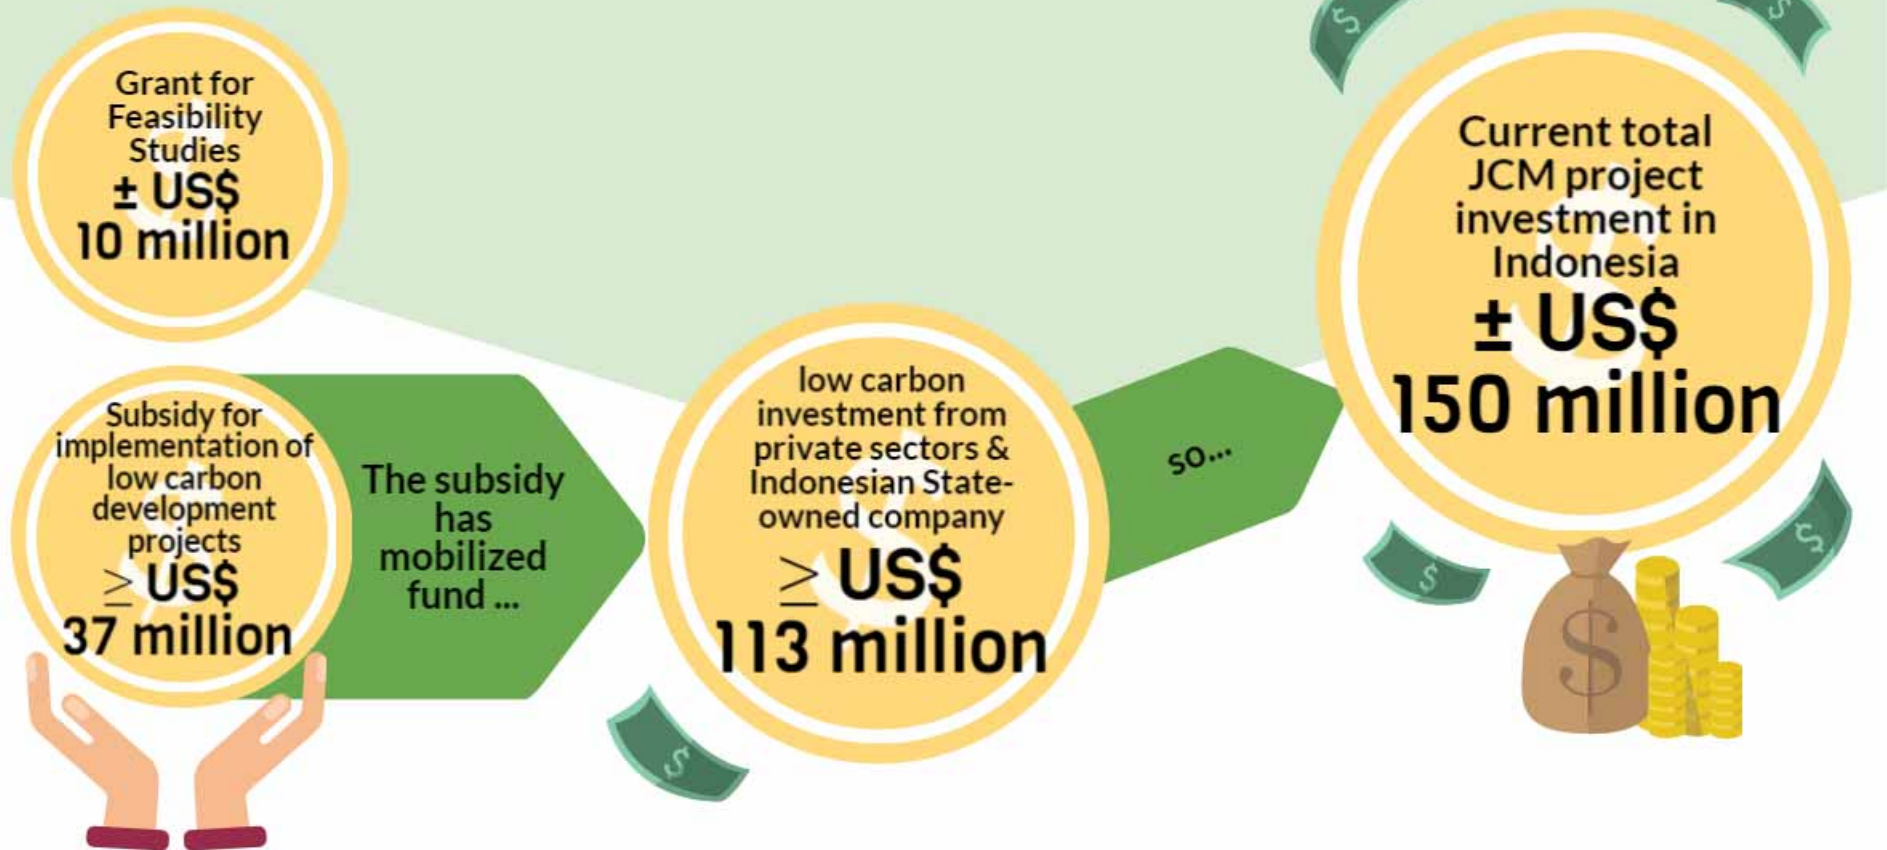 Grant for
Feasibility
Studies
± US$
10 million
Subsidy for
implementation of
low carbon
development
projects
≥ US$
37 million
The subsidy
has
mobilized
fund ...
low carbon
investment from
private sectors &
Indonesian State-
owned company
≥ US$
113 million
so...
Current total
JCM project
investment in
Indonesia
± US$
150 million